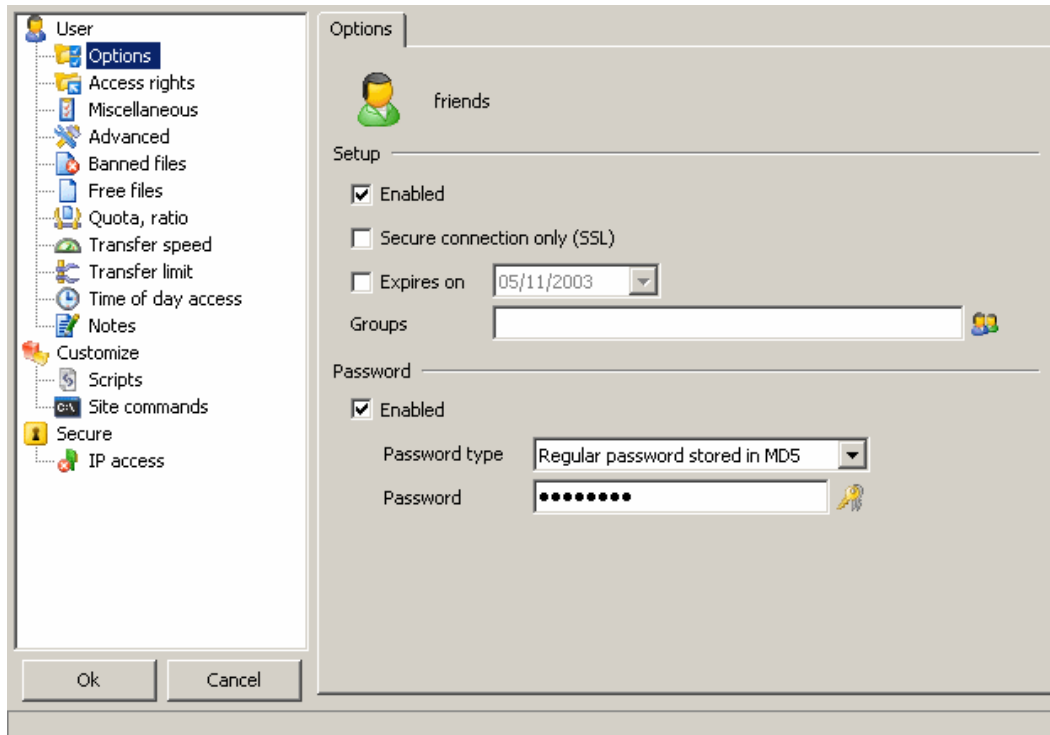 User
Options
Access rights
Miscellaneous
Advanced
Banned files
Free files
Quota, ratio
Transfer speed
Transfer limit
Time of day access
Notes
Customize
Scripts
Site commands
Secure
IP access
Ok
Cancel
Options
friends
Setup
Enabled
Secure connection only (SSL)
Expires on 05/11/2003
Groups
Password
Enabled
Password type Regular password stored in MD5
Password ●●●●●●●●